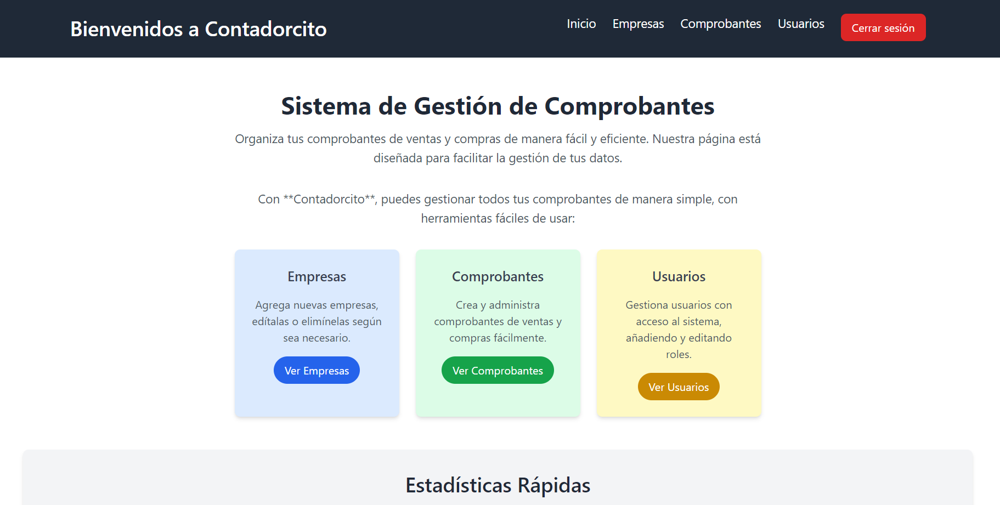 Bienvenidos a Contadorcito
Inicio
Empresas
Comprobantes
Usuarios
Cerrar sesión
Sistema de Gestión de Comprobantes
Organiza tus comprobantes de ventas y compras de manera fácil y eficiente. Nuestra página está
diseñada para facilitar la gestión de tus datos.
Con **Contadorcito**, puedes gestionar todos tus comprobantes de manera simple, con
herramientas fáciles de usar:
Empresas
Agrega nuevas empresas,
edítalas o elimínelas según
sea necesario.
Ver Empresas
Comprobantes
Crea y administra
comprobantes de ventas y
compras fácilmente.
Ver Comprobantes
Usuarios
Gestiona usuarios con
acceso al sistema,
añadiendo y editando
roles.
Ver Usuarios
Estadísticas Rápidas